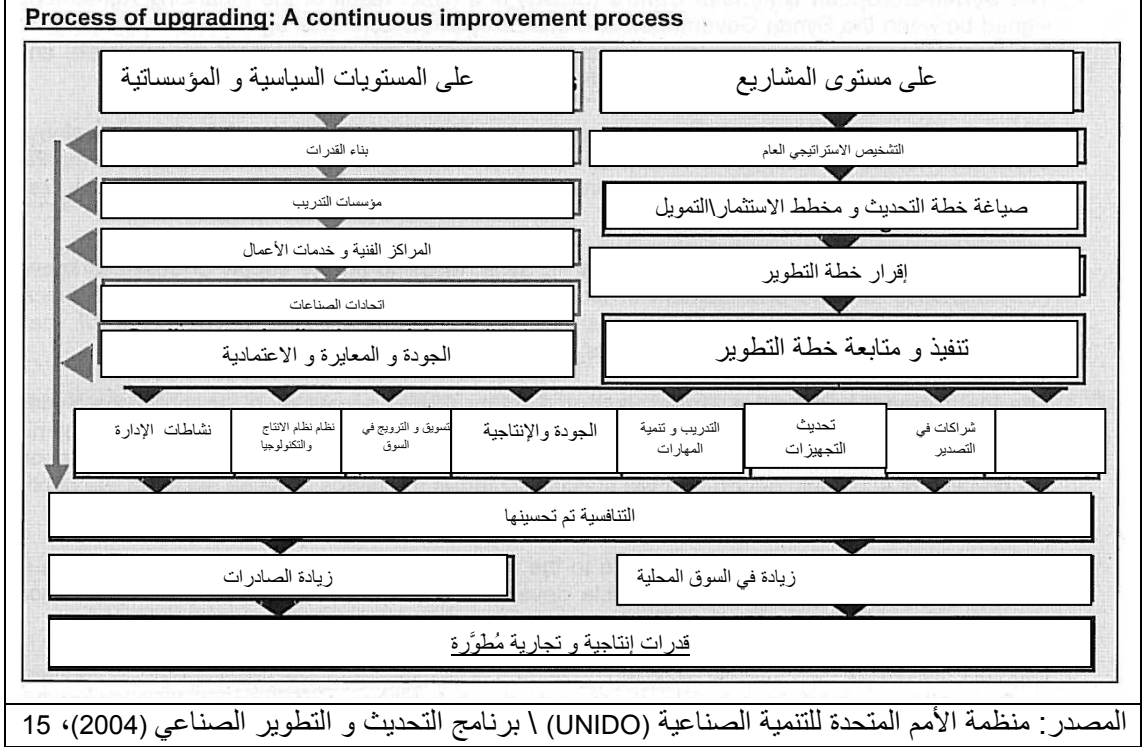 Process of upgrading: A continuous improvement process
على مستوى المشاريع
على المستويات السياسية و المؤسساتية
التشخيص الاستراتيجي العام
بناء القدرات
صياغة خطة التحديث و مخطط الاستثمار\التمويل
مؤسسات التدريب
إقرار خطة التطوير
المراكز الفنية و خدمات الأعمال
اتحادات الصناعات
تنفيذ و متابعة خطة التطوير
الجودة و المعايرة و الاعتمادية
شراكات في
التصدير
تحديث
التجهيزات
التدريب و تنمية
المهارات
الجودة والإنتاجية
تسويق و الترويج في
السوق
نظام نظام الانتاج
والتكنولوجيا
نشاطات الإدارة
التنافسية تم تحسينها
زيادة في السوق المحلية
زيادة الصادرات
قدرات إنتاجية و تجارية مُطَوَّرة
المصدر: منظمة الأمم المتحدة للتنمية الصناعية (UNIDO) \ برنامج التحديث و التطوير الصناعي (2004)، 15